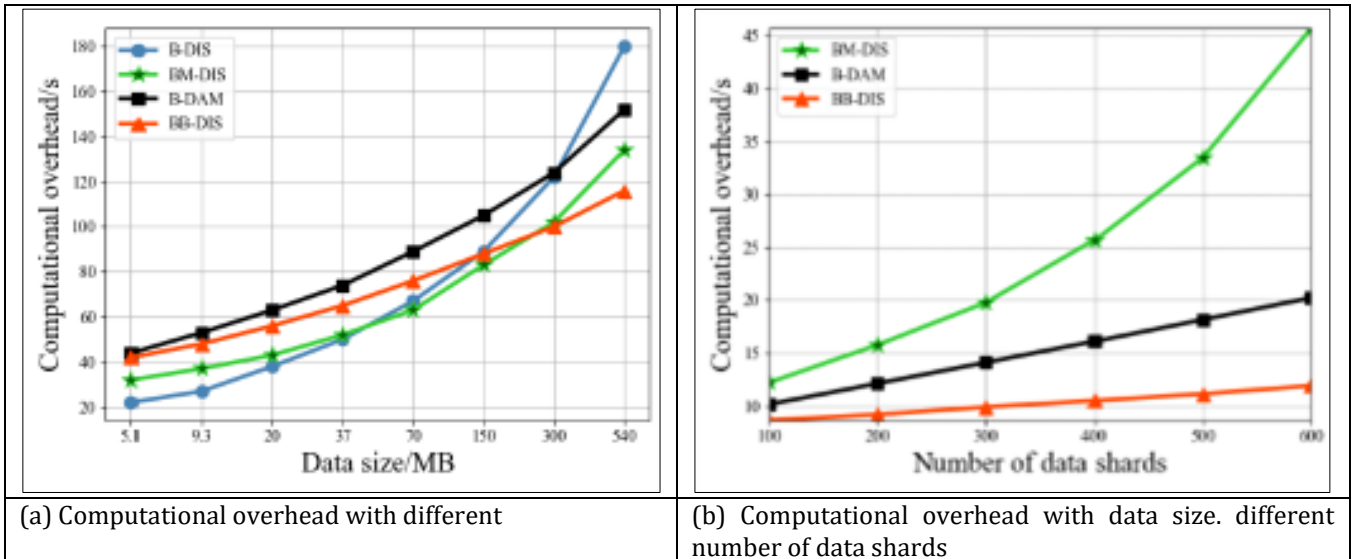 Computational overhead/s
180
160
140
120
100
80
60
40
20
B-DIS
BM-DIS
B-DAM
BB-DIS
5.1 9.3 20 37 70 150 300 540
Data size/MB
Computational overhead/s
45
40
35
30
25
20
15
10
BM-DIS
B-DAM
BB-DIS
100 200 300 400 500 600
Number of data shards
(a) Computational overhead with different
(b) Computational overhead with data size. different
number of data shards